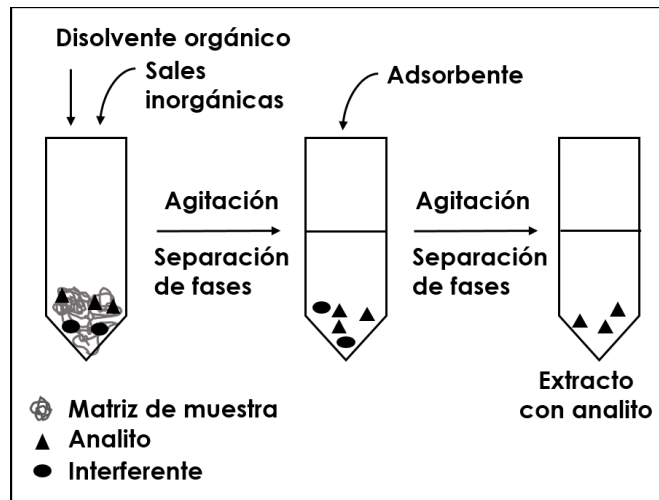 Disolvente orgánico
Sales
inorgánicas
Adsorbente
Agitación
Separación
de fases
Agitación
Separación
de fases
Extracto
con analito
Matriz de muestra
Analito
Interferente